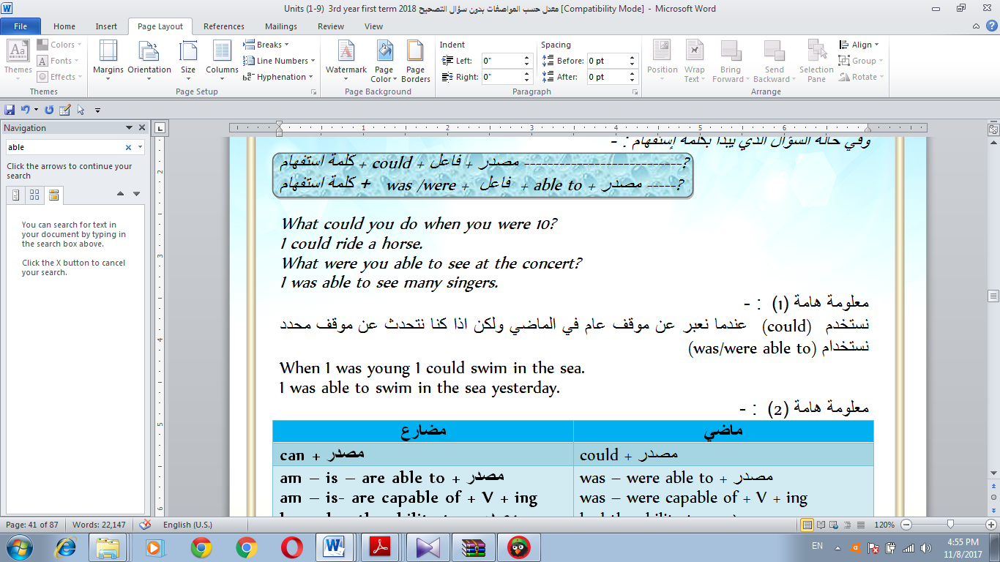 Units (1-9) 3rd year first term 2018 معدل حسب المواصفات بدون سؤال التصحيح [Compatibility Mode] - Microsoft Word
File Home Insert Page Layout References Mailings Review View
Themes
Colors
Fonts
Effects
Themes
Margins Orientation Size Columns
Breaks
Line Numbers
Hyphenation
Page Setup
Watermark Page Color Page Borders
Page Background
Indent
Left: 0"
Right: 0"
Spacing
Before: 0 pt
After: 0 pt
Paragraph
Position Wrap Text Bring Forward Send Backward Selection Pane
Align
Group
Rotate
Arrange
Navigation
able
Click the arrows to continue your
search
You can search for text in
your document by typing in
the search box above.
Click the X button to cancel
your search.
وفي حالة السؤال الذي يبدأ بكلمة إستفهام : -
كلمة استفهام + could + فاعل + مصدر ---------------------------?
كلمة استفهام + was /were + فاعل + able to + مصدر -----?
What could you do when you were 10?
I could ride a horse.
What were you able to see at the concert?
I was able to see many singers.
معلومة هامة (1) : -
نستخدم (could) عندما نعبر عن موقف عام في الماضي ولكن اذا كنا نتحدث عن موقف محدد
نستخدام (was/were able to)
When I was young I could swim in the sea.
I was able to swim in the sea yesterday.
معلومة هامة (2) : -
مضارع ماضي
can + مصدر could + مصدر
am – is – are able to + مصدر was – were able to + مصدر
am – is- are capable of + V + ing was – were capable of + V + ing
Page: 41 of 87 Words: 22,147 English (U.S.) 120%
EN 4:55 PM
11/8/2017